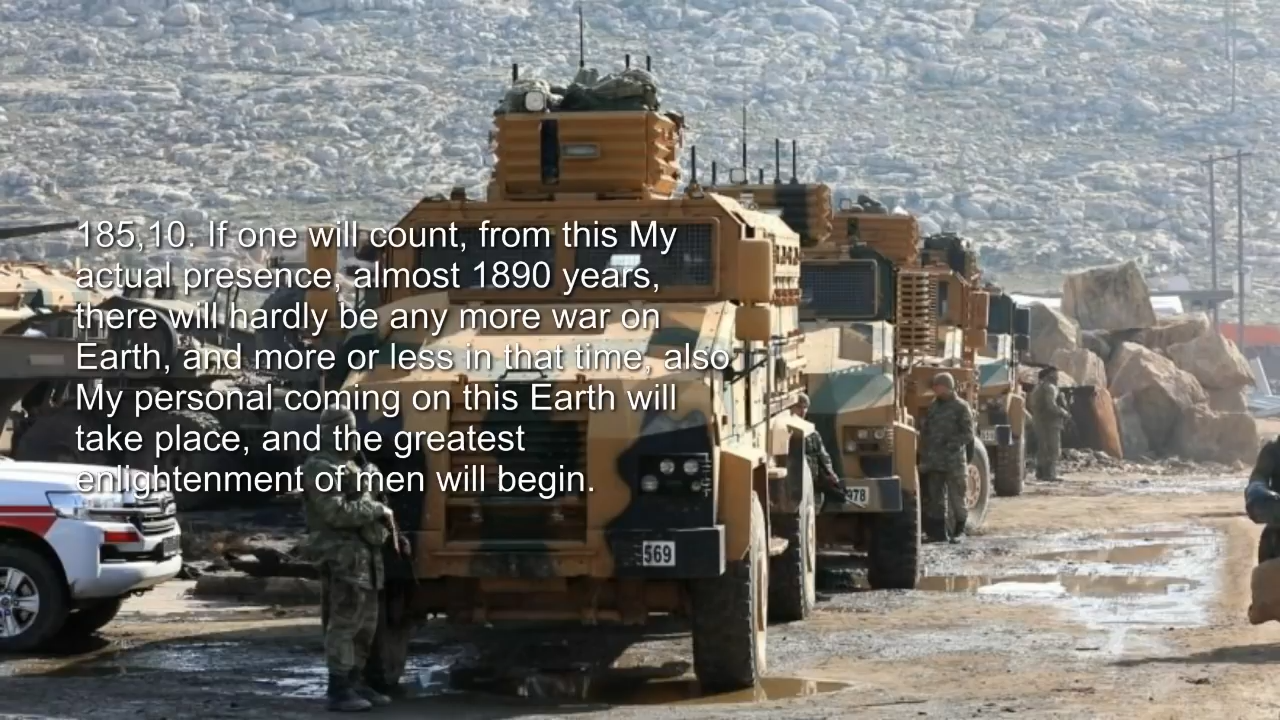 185,10. If one will count, from this My
actual presence, almost 1890 years,
there will hardly be any more war on
Earth, and more or less in that time, also
My personal coming on this Earth will
take place, and the greatest
enlightenment of men will begin.
569
978